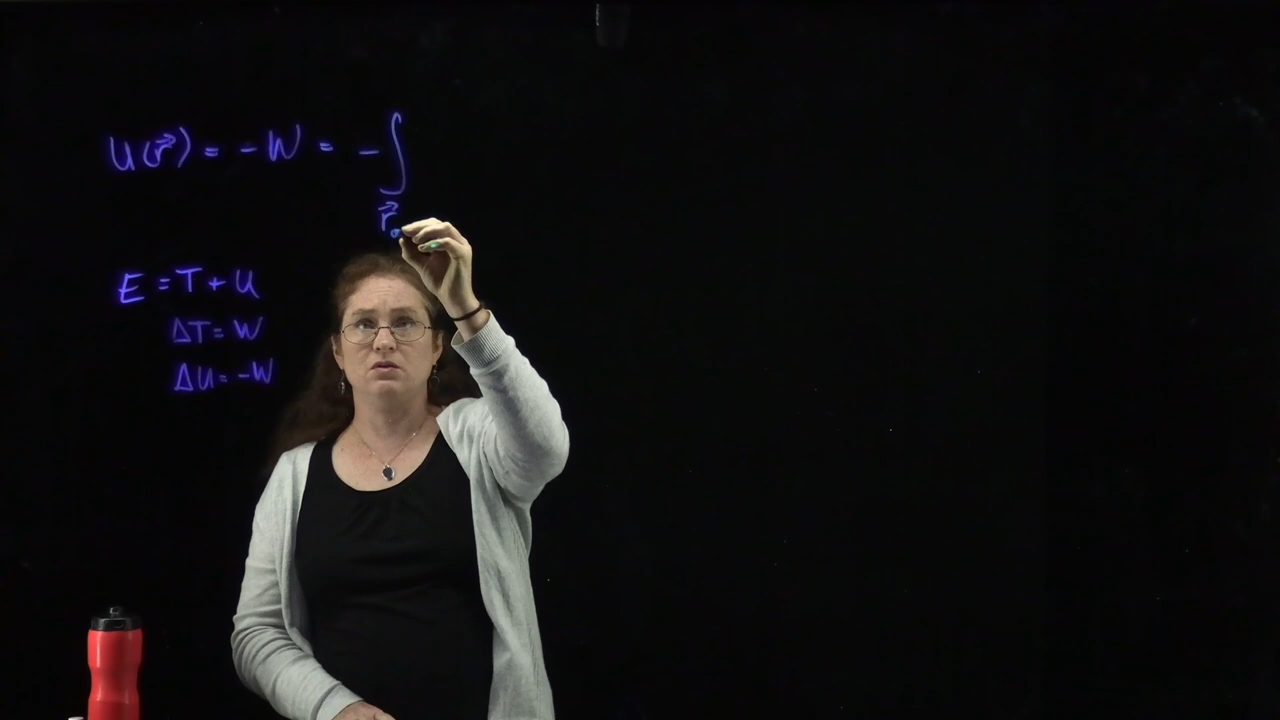 U(r⃗) = -W = -∫_{r⃗₀}
E = T + U
ΔT = W
ΔU = -W